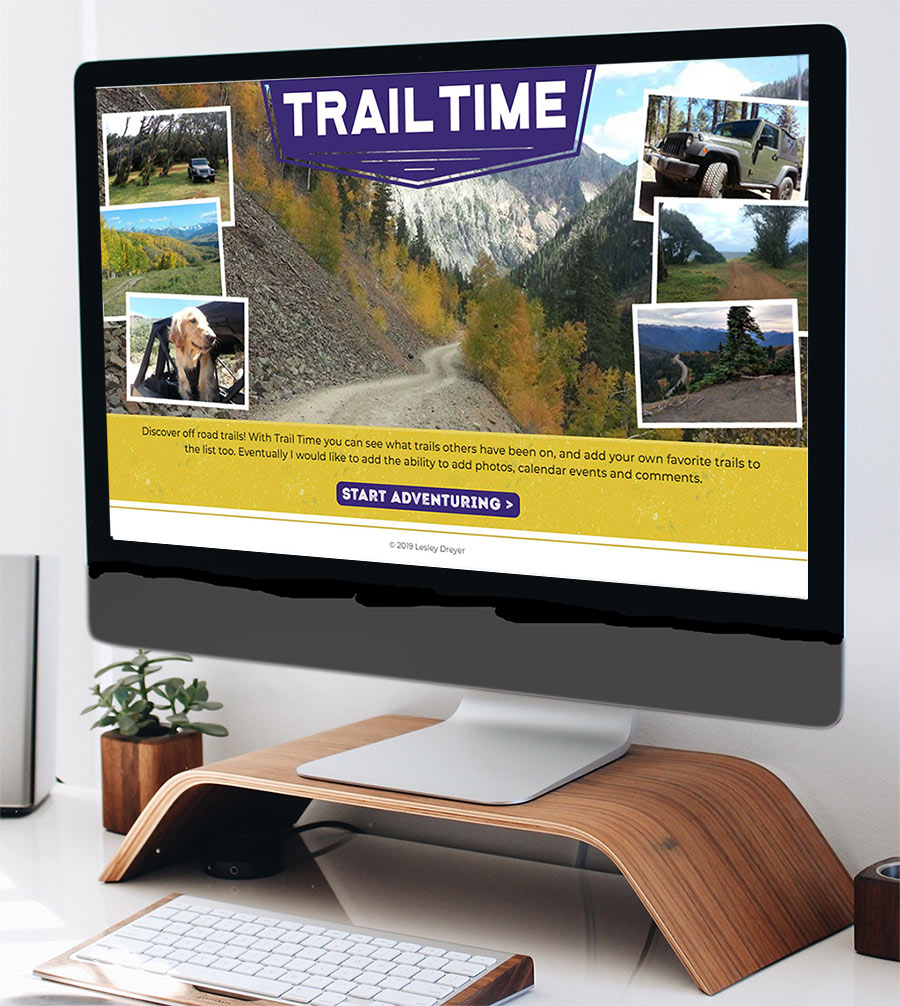 TRAIL TIME
Discover off road trails! With Trail Time you can see what trails others have been on, and add your own favorite trails to
the list too. Eventually I would like to add the ability to add photos, calendar events and comments.
START ADVENTURING >
© 2019 Lesley Dreyer